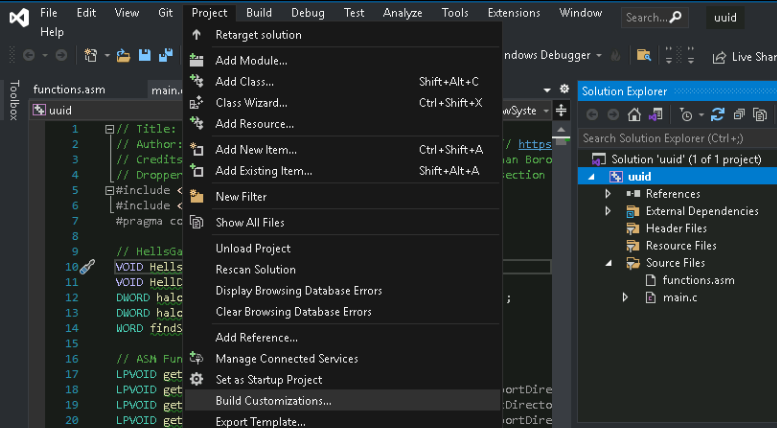 File Edit View Git Project Build Debug Test Analyze Tools Extensions Window Search... uuid
Help
Retarget solution
Add Module...
Add Class... Shift+Alt+C
Class Wizard... Ctrl+Shift+X
Add Resource...
Add New Item... Ctrl+Shift+A
Add Existing Item... Shift+Alt+A
New Filter
Show All Files
Unload Project
Rescan Solution
Display Browsing Database Errors
Clear Browsing Database Errors
Add Reference...
Manage Connected Services
Set as Startup Project
Build Customizations...
Export Template...
ndows Debugger
Live Shar
Toolbox
functions.asm main.
uuid
wSyste
1 // Title:
2 // Author: // https
3 // Credits man Boro
4 // Dropper section
5 #include <
6 #include <
7 #pragma co
8
9 // HellsGa
10 VOID Hells
11 VOID HellD
12 DWORD halo ;
13 DWORD halo
14 WORD findS
15
16 // ASM Fun
17 LPVOID get
18 LPVOID get ortDire
19 LPVOID get tDirecto
20 LPVOID get ortDire
Solution Explorer
Search Solution Explorer (Ctrl+;)
Solution 'uuid' (1 of 1 project)
uuid
References
External Dependencies
Header Files
Resource Files
Source Files
functions.asm
main.c